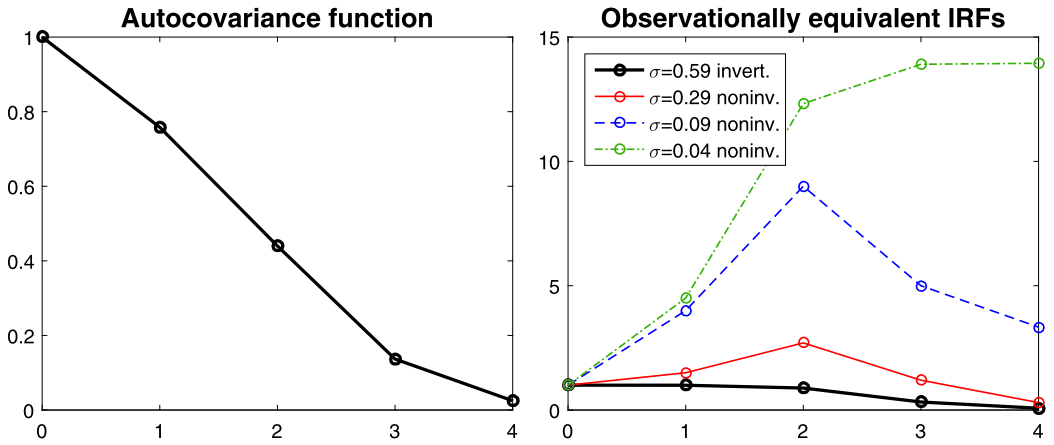 Autocovariance function
1
0.8
0.6
0.4
0.2
0
0 1 2 3 4
Observationally equivalent IRFs
15
10
5
0
0 1 2 3 4
σ=0.59 invert.
σ=0.29 noninv.
σ=0.09 noninv.
σ=0.04 noninv.